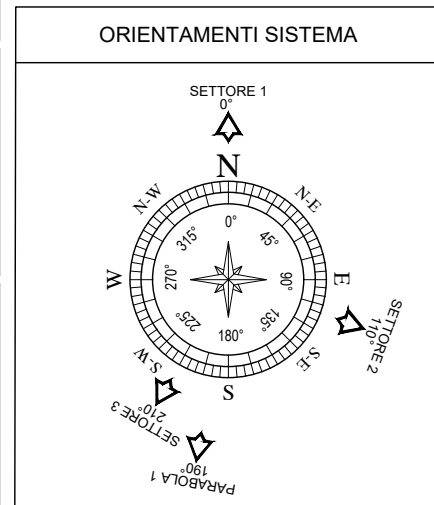 ORIENTAMENTI SISTEMA
SETTORE 1
0°
N
N-W
N-E
0°
315°
45°
W
270°
90°
E
225°
135°
180°
SETTORE 2
110°
S-W
S-E
S
210°
SETTORE 3
190°
PARABOLA 1